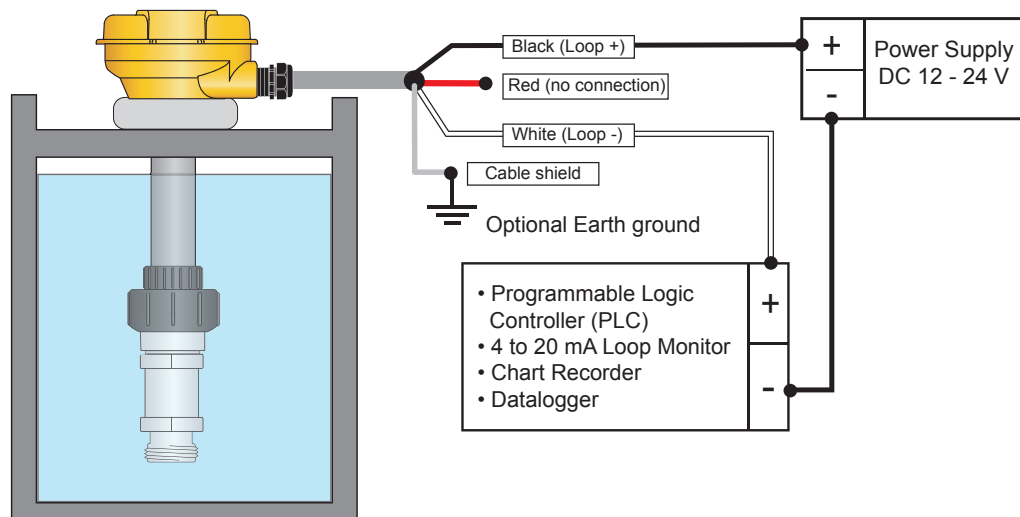 Black (Loop +)
+
Power Supply
DC 12 - 24 V
-
Red (no connection)
White (Loop -)
Cable shield
Optional Earth ground
• Programmable Logic
Controller (PLC)
• 4 to 20 mA Loop Monitor
• Chart Recorder
• Datalogger
+
-